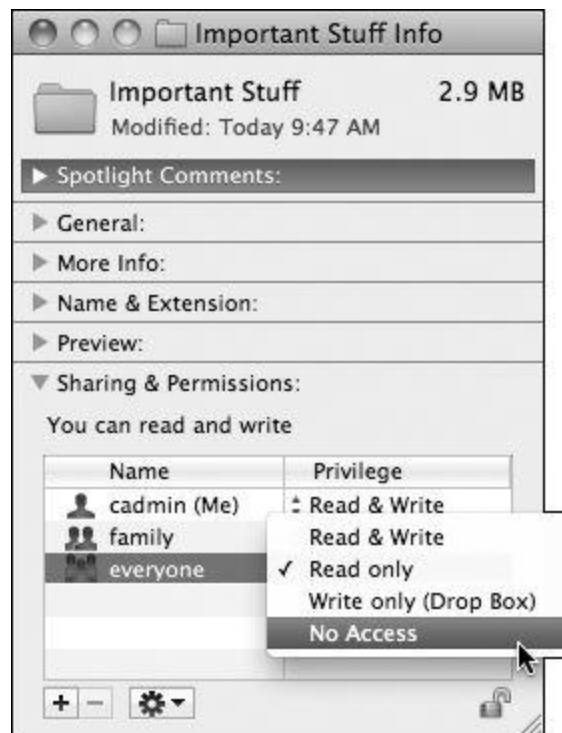 Important Stuff Info
Important Stuff 2.9 MB
Modified: Today 9:47 AM
Spotlight Comments:
General:
More Info:
Name & Extension:
Preview:
Sharing & Permissions:
You can read and write
Name Privilege
cadmin (Me) Read & Write
family Read & Write
everyone ✓ Read only
Write only (Drop Box)
No Access